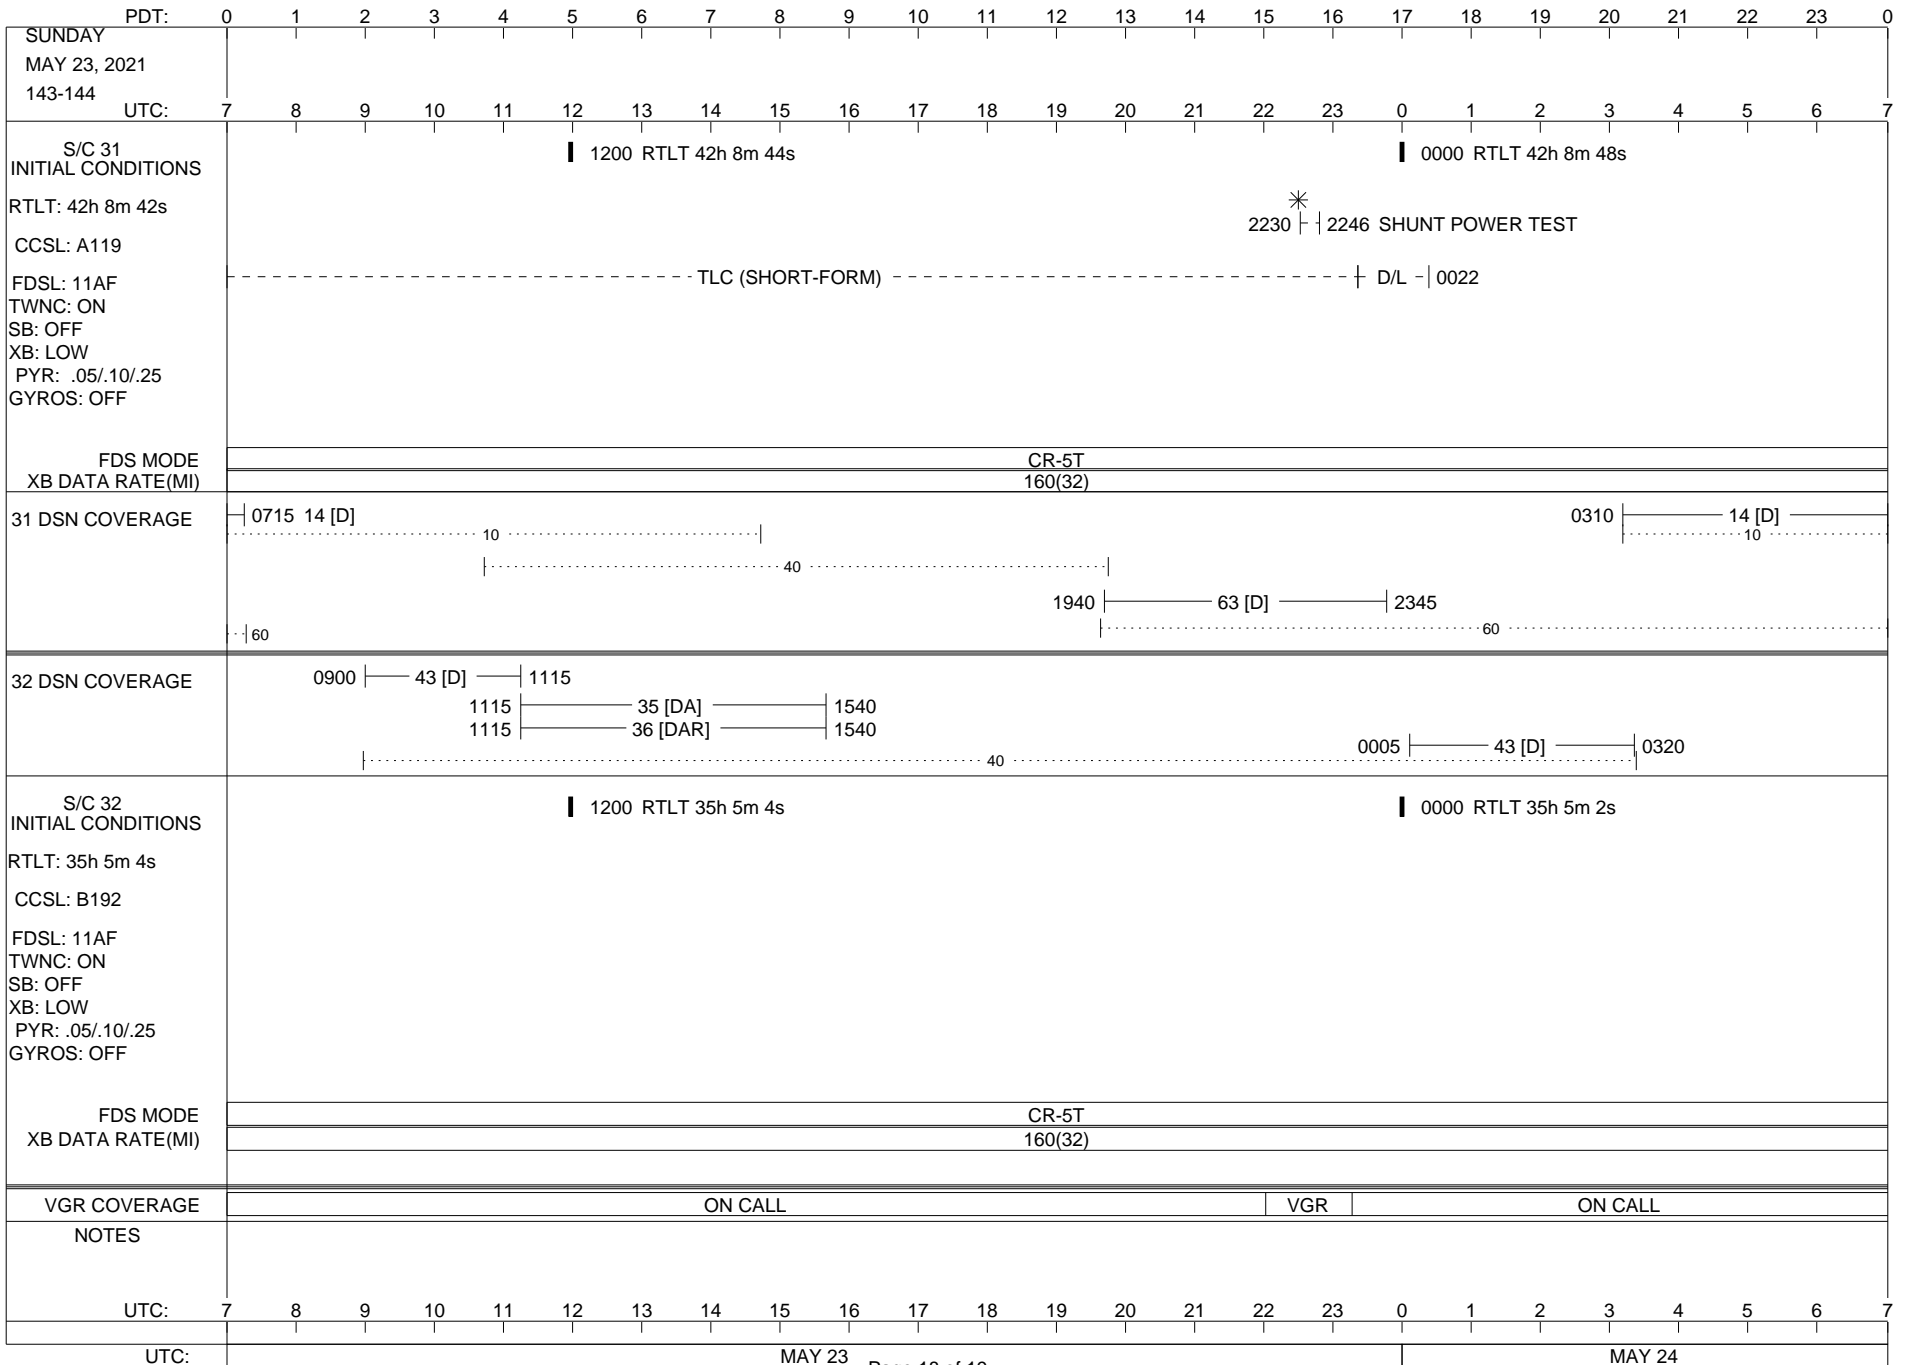 PDT: 0 1 2 3 4 5 6 7 8 9 10 11 12 13 14 15 16 17 18 19 20 21 22 23 0
SUNDAY
MAY 23, 2021
143-144
UTC: 7 8 9 10 11 12 13 14 15 16 17 18 19 20 21 22 23 0 1 2 3 4 5 6 7
S/C 31
INITIAL CONDITIONS
1200 RTLT 42h 8m 44s
0000 RTLT 42h 8m 48s
RTLT: 42h 8m 42s
2230 2246 SHUNT POWER TEST
CCSL: A119
TLC (SHORT-FORM) D/L 0022
FDSL: 11AF
TWNC: ON
SB: OFF
XB: LOW
PYR: .05/.10/.25
GYROS: OFF
FDS MODE CR-5T
XB DATA RATE(MI) 160(32)
31 DSN COVERAGE
0715 14 [D]
0310 14 [D]
10 10
40
1940 63 [D] 2345
60 60
32 DSN COVERAGE
0900 43 [D] 1115
1115 35 [DA] 1540
1115 36 [DAR] 1540
0005 43 [D] 0320
40
S/C 32
INITIAL CONDITIONS
1200 RTLT 35h 5m 4s
0000 RTLT 35h 5m 2s
RTLT: 35h 5m 4s
CCSL: B192
FDSL: 11AF
TWNC: ON
SB: OFF
XB: LOW
PYR: .05/.10/.25
GYROS: OFF
FDS MODE CR-5T
XB DATA RATE(MI) 160(32)
VGR COVERAGE ON CALL VGR ON CALL
NOTES
UTC: 7 8 9 10 11 12 13 14 15 16 17 18 19 20 21 22 23 0 1 2 3 4 5 6 7
UTC: MAY 23 MAY 24